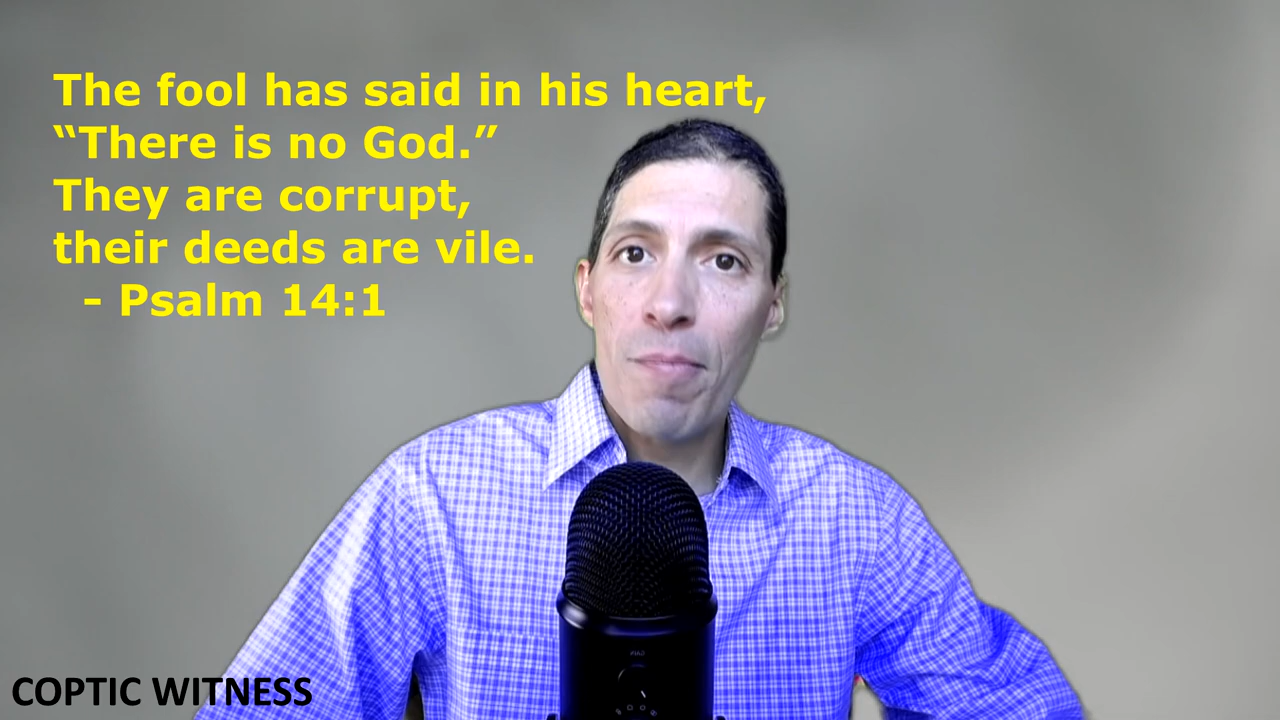 The fool has said in his heart,
“There is no God.”
They are corrupt,
their deeds are vile.
- Psalm 14:1
COPTIC WITNESS
GAIN